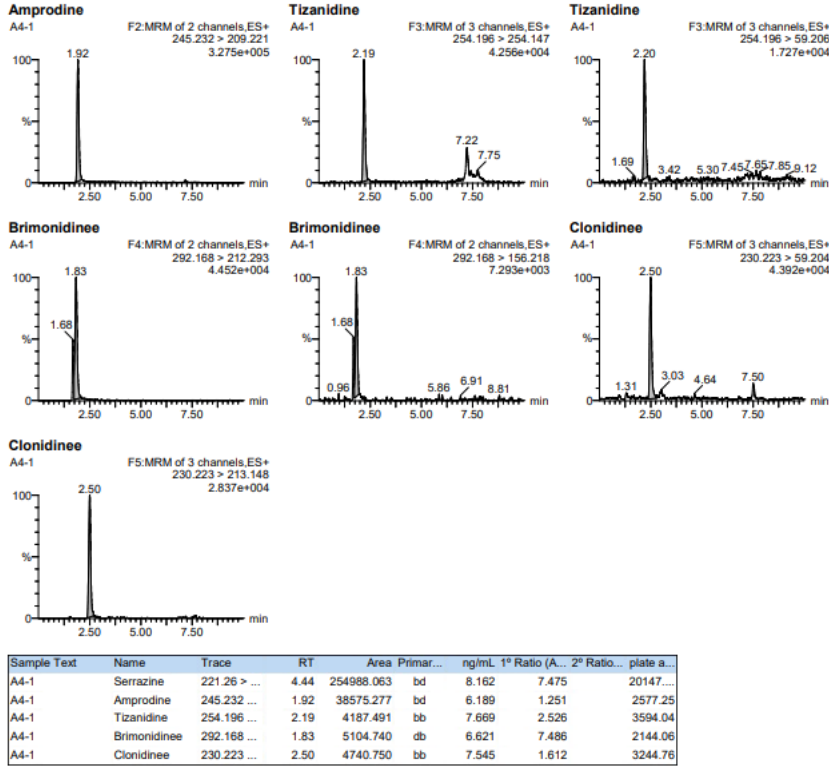 Amprodine
A4-1 F2:MRM of 2 channels,ES+
245.232 > 209.221
3.275e+005
1.92
100
%
0
2.50 5.00 7.50 min
Tizanidine
A4-1 F3:MRM of 3 channels,ES+
254.196 > 254.147
4.256e+004
2.19
100
%
7.22
7.75
0
2.50 5.00 7.50 min
Tizanidine
A4-1 F3:MRM of 3 channels,ES+
254.196 > 59.206
1.727e+004
2.20
100
%
1.69 3.42 5.30 7.45 7.65 7.85 9.12
0
2.50 5.00 7.50 min
Brimonidinee
A4-1 F4:MRM of 2 channels,ES+
292.168 > 212.293
4.452e+004
1.83
100
1.68
%
0
2.50 5.00 7.50 min
Brimonidinee
A4-1 F4:MRM of 2 channels,ES+
292.168 > 156.218
7.293e+003
1.83
100
1.68
%
0.96 5.86 6.91 8.81
0
2.50 5.00 7.50 min
Clonidinee
A4-1 F5:MRM of 3 channels,ES+
230.223 > 59.204
4.392e+004
2.50
100
%
1.31 3.03 4.64 7.50
0
2.50 5.00 7.50 min
Clonidinee
A4-1 F5:MRM of 3 channels,ES+
230.223 > 213.148
2.837e+004
2.50
100
%
0
2.50 5.00 7.50 min
Sample Text Name Trace RT Area Primar... ng/mL 1º Ratio (A... 2º Ratio... plate a...
A4-1 Serrazine 221.26 > ... 4.44 254988.063 bd 8.162 7.475 20147....
A4-1 Amprodine 245.232 ... 1.92 38575.277 bd 6.189 1.251 2577.25
A4-1 Tizanidine 254.196 ... 2.19 4187.491 bb 7.669 2.526 3594.04
A4-1 Brimonidinee 292.168 ... 1.83 5104.740 db 6.621 7.486 2144.06
A4-1 Clonidinee 230.223 ... 2.50 4740.750 bb 7.545 1.612 3244.76